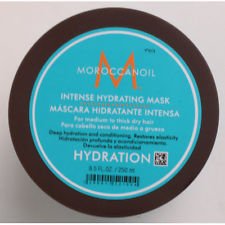 M
MOROCCANOIL
INTENSE HYDRATING MASK
MÁSCARA HIDRATANTE INTENSA
For medium to thick dry hair
Para cabello seco de medio a grueso
Deep hydration and conditioning. Restores elasticity
Hidratación profunda y acondicionamiento.
Devuelve la elasticidad
HYDRATION
8.5 FL.OZ. / 250 ml